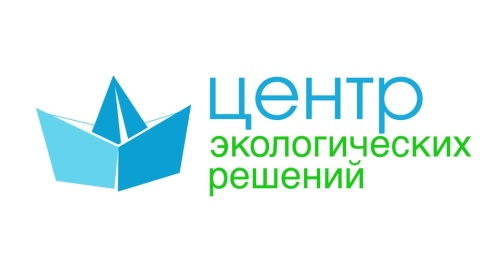 центр
экологических
решений